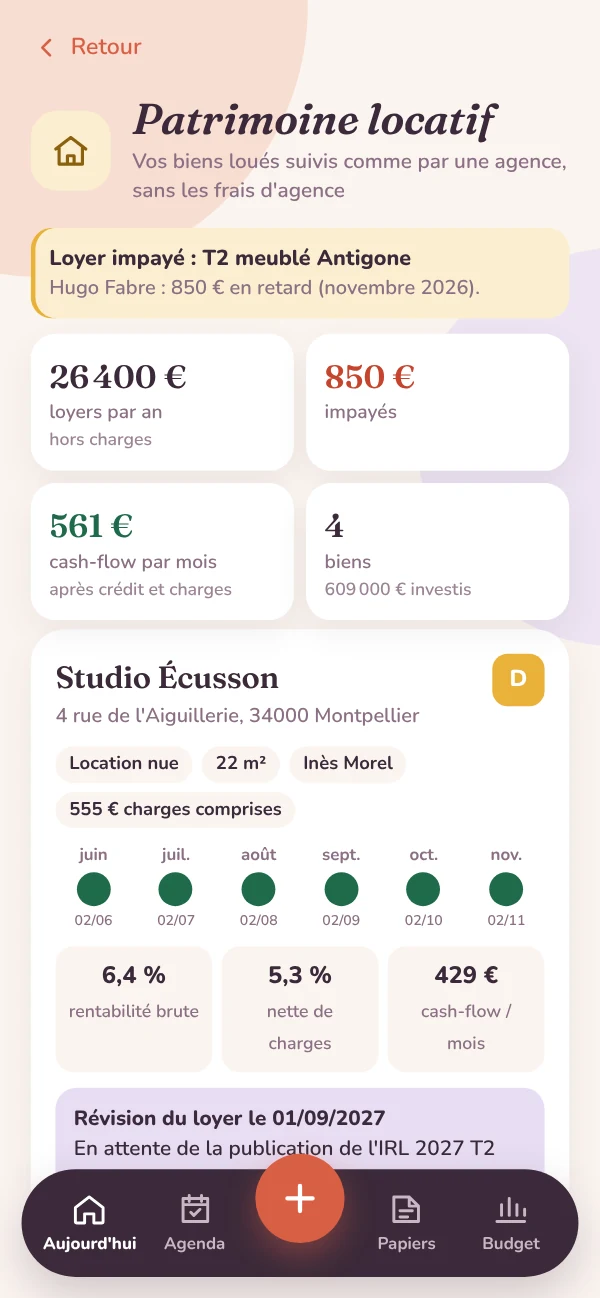 Retour
Patrimoine locatif
Vos biens loués suivis comme par une agence,
sans les frais d'agence
Loyer impayé : T2 meublé Antigone
Hugo Fabre : 850 € en retard (novembre 2026).
26 400 €
loyers par an
hors charges
850 €
impayés
561 €
cash-flow par mois
après crédit et charges
4
biens
609 000 € investis
Studio Écusson
D
4 rue de l'Aiguillerie, 34000 Montpellier
Location nue
22 m²
Inès Morel
555 € charges comprises
juin juil. août sept. oct. nov.
02/06 02/07 02/08 02/09 02/10 02/11
6,4 %
rentabilité brute
5,3 %
nette de
charges
429 €
cash-flow /
mois
Révision du loyer le 01/09/2027
En attente de la publication de l'IRL 2027 T2
Aujourd'hui
Agenda
Papiers
Budget